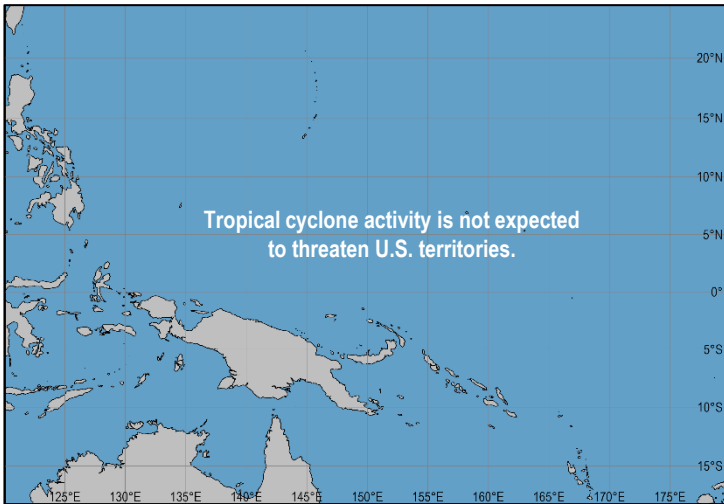 20°N
15°N
10°N
Tropical cyclone activity is not expected
to threaten U.S. territories.
5°N
0°
5°S
10°S
15°S
125°E 130°E 135°E 140°E 145°E 150°E 155°E 160°E 165°E 170°E 175°E